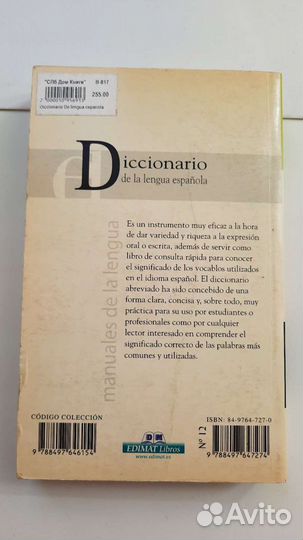 "СПб Дом Книги" В-817
255.00
Diccionario De lengua española
Diccionario
de la lengua española
Es un instrumento muy eficaz a la hora
de dar variedad y riqueza a la expresión
oral o escrita, además de servir como
libro de consulta rápida para conocer
el significado de los vocablos utilizados
en el idioma español. El diccionario
abreviado ha sido concebido de una
forma clara, concisa y, sobre todo, muy
práctica para su uso por estudiantes o
profesionales como por cualquier
lector interesado en comprender el
significado correcto de las palabras más
comunes y utilizadas.
manuales de la lengua
CÓDIGO COLECCIÓN
9 788497 646154
EDIMAT Libros
www.edimat.es
Nº 12
ISBN: 84-9764-727-0
9 788497 647274
Avito